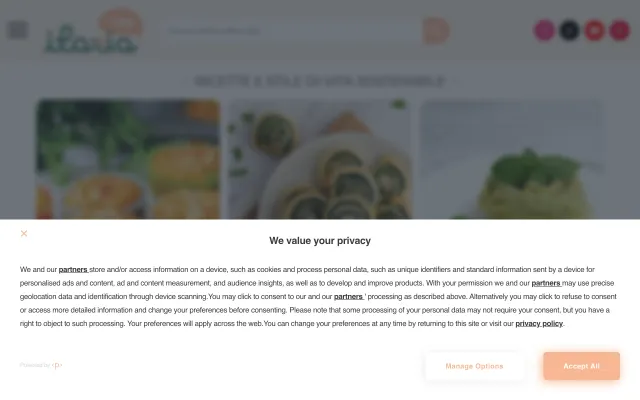 ilaria
RICETTE E STILE DI VITA SOSTENIBILE
We value your privacy
We and our partners store and/or access information on a device, such as cookies and process personal data, such as unique identifiers and standard information sent by a device for
personalised ads and content, ad and content measurement, and audience insights, as well as to develop and improve products. With your permission we and our partners may use precise
geolocation data and identification through device scanning.You may click to consent to our and our partners ' processing as described above. Alternatively you may click to refuse to consent
or access more detailed information and change your preferences before consenting. Please note that some processing of your personal data may not require your consent, but you have a
right to object to such processing. Your preferences will apply across the web.You can change your preferences at any time by returning to this site or visit our privacy policy.
Powered by
Manage Options
Accept All